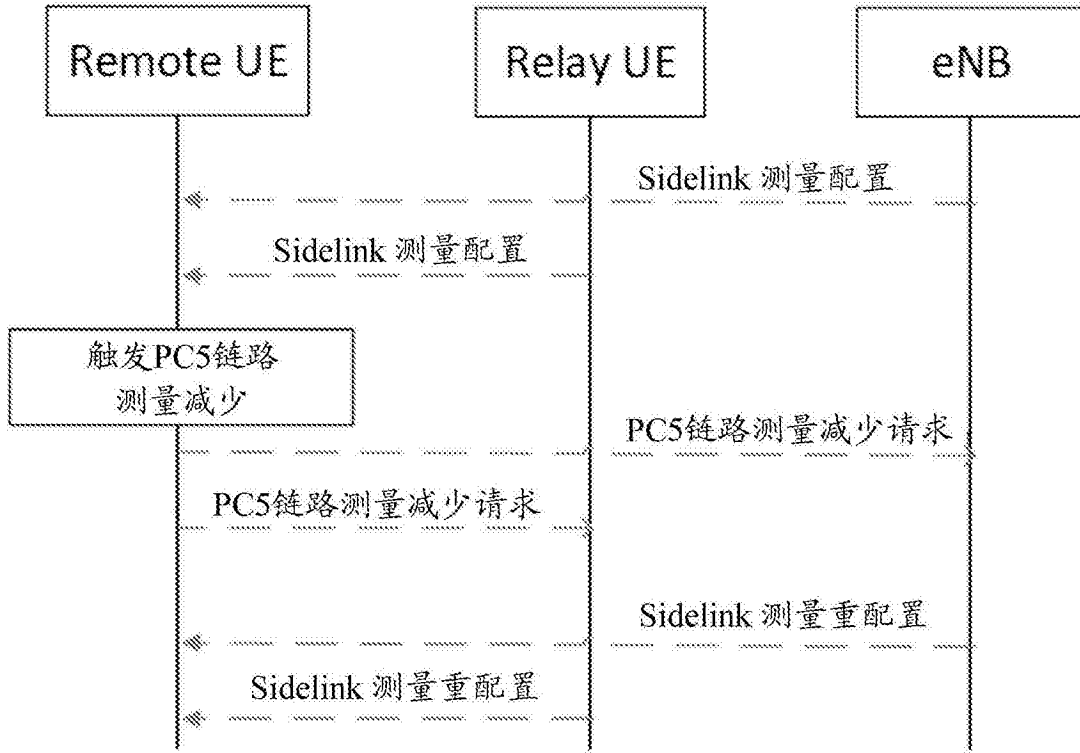 Remote UE
Relay UE
eNB
Sidelink 测量配置
Sidelink 测量配置
触发PC5链路
测量减少
PC5链路测量减少请求
PC5链路测量减少请求
Sidelink 测量重配置
Sidelink 测量重配置